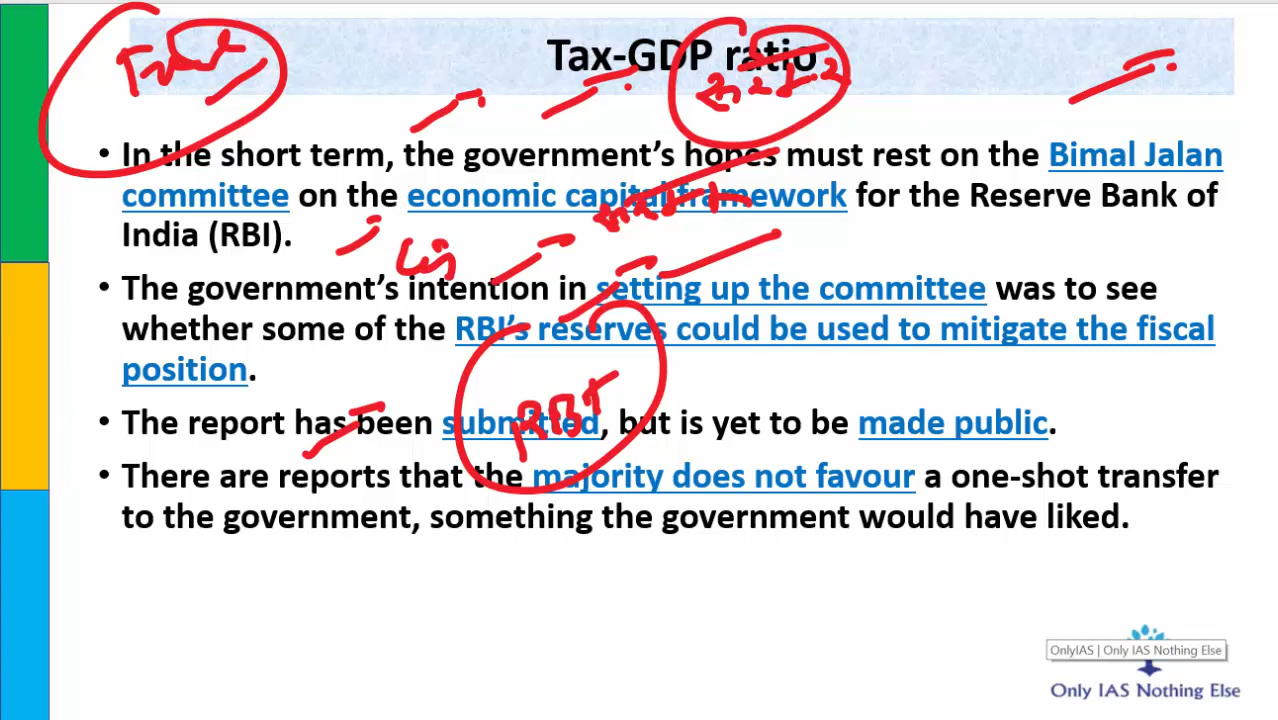 Tax-GDP ratio
• In the short term, the government's hopes must rest on the Bimal Jalan
committee on the economic capital framework for the Reserve Bank of
India (RBI).
• The government's intention in setting up the committee was to see
whether some of the RBI's reserves could be used to mitigate the fiscal
position.
• The report has been submitted, but is yet to be made public.
RBI
• There are reports that the majority does not favour a one-shot transfer
to the government, something the government would have liked.
OnlyIAS | Only IAS Nothing Else
Only IAS Nothing Else